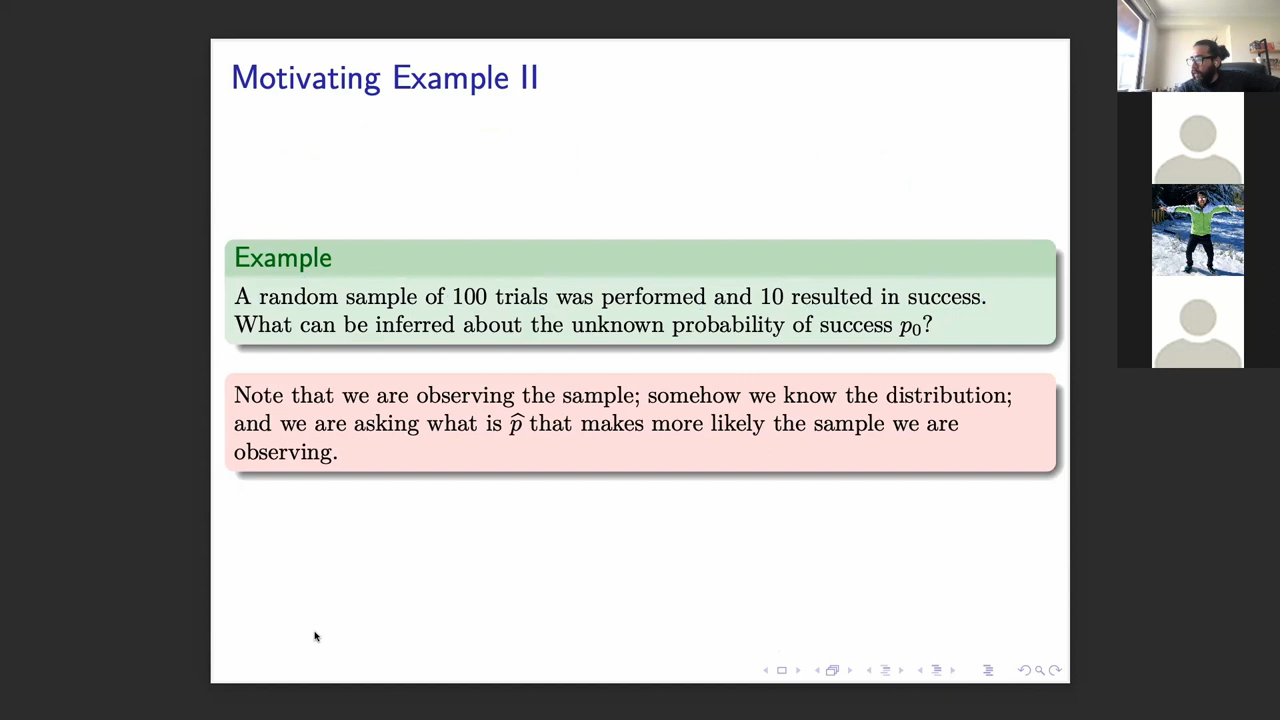 Motivating Example II
Example
A random sample of 100 trials was performed and 10 resulted in success.
What can be inferred about the unknown probability of success p₀?
Note that we are observing the sample; somehow we know the distribution;
and we are asking what is p̂ that makes more likely the sample we are
observing.